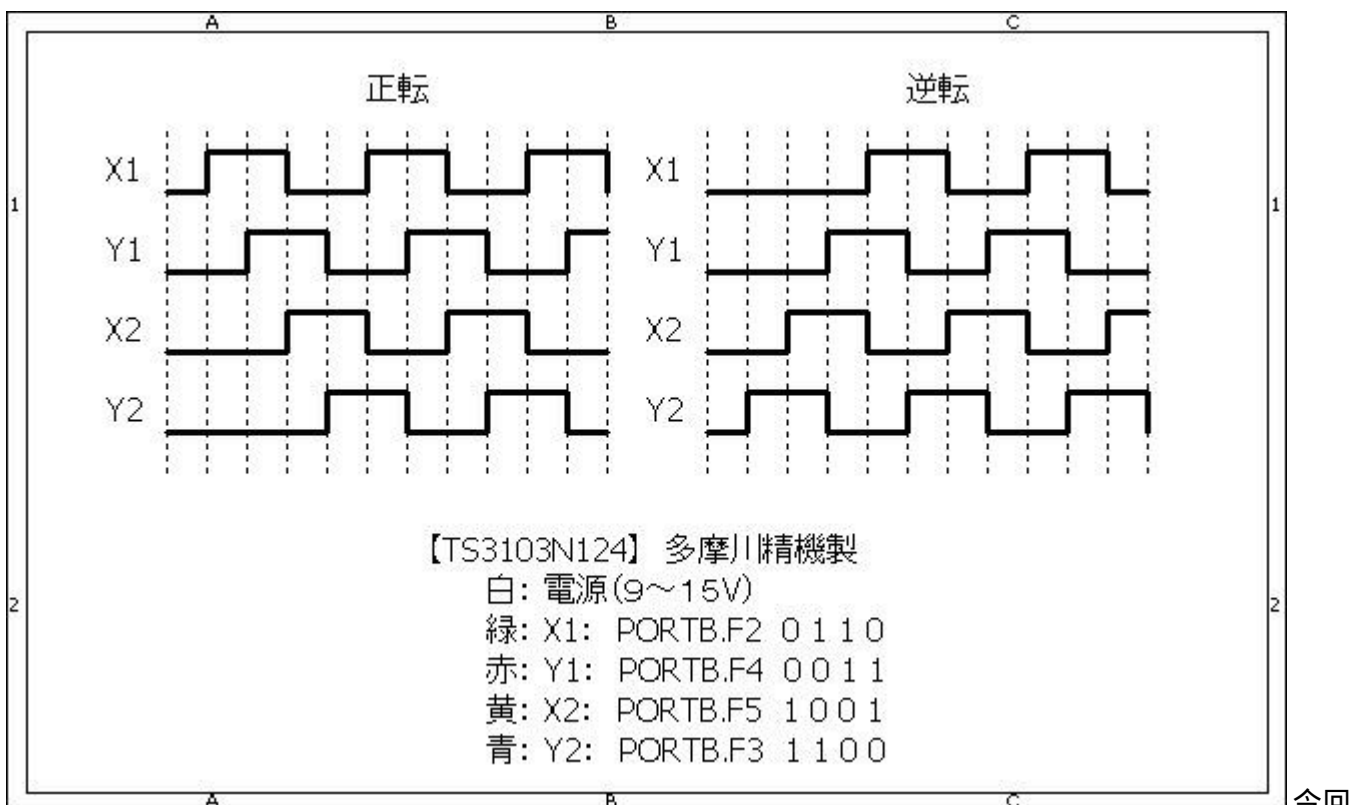 A B C
正転 逆転
1 1
X1 X1
Y1 Y1
X2 X2
Y2 Y2
【TS3103N124】 多摩川精機製
白: 電源(9～15V)
2 2
緑: X1: PORTB.F2 0 1 1 0
赤: Y1: PORTB.F4 0 0 1 1
黄: X2: PORTB.F5 1 0 0 1
青: Y2: PORTB.F3 1 1 0 0
A B C
今回